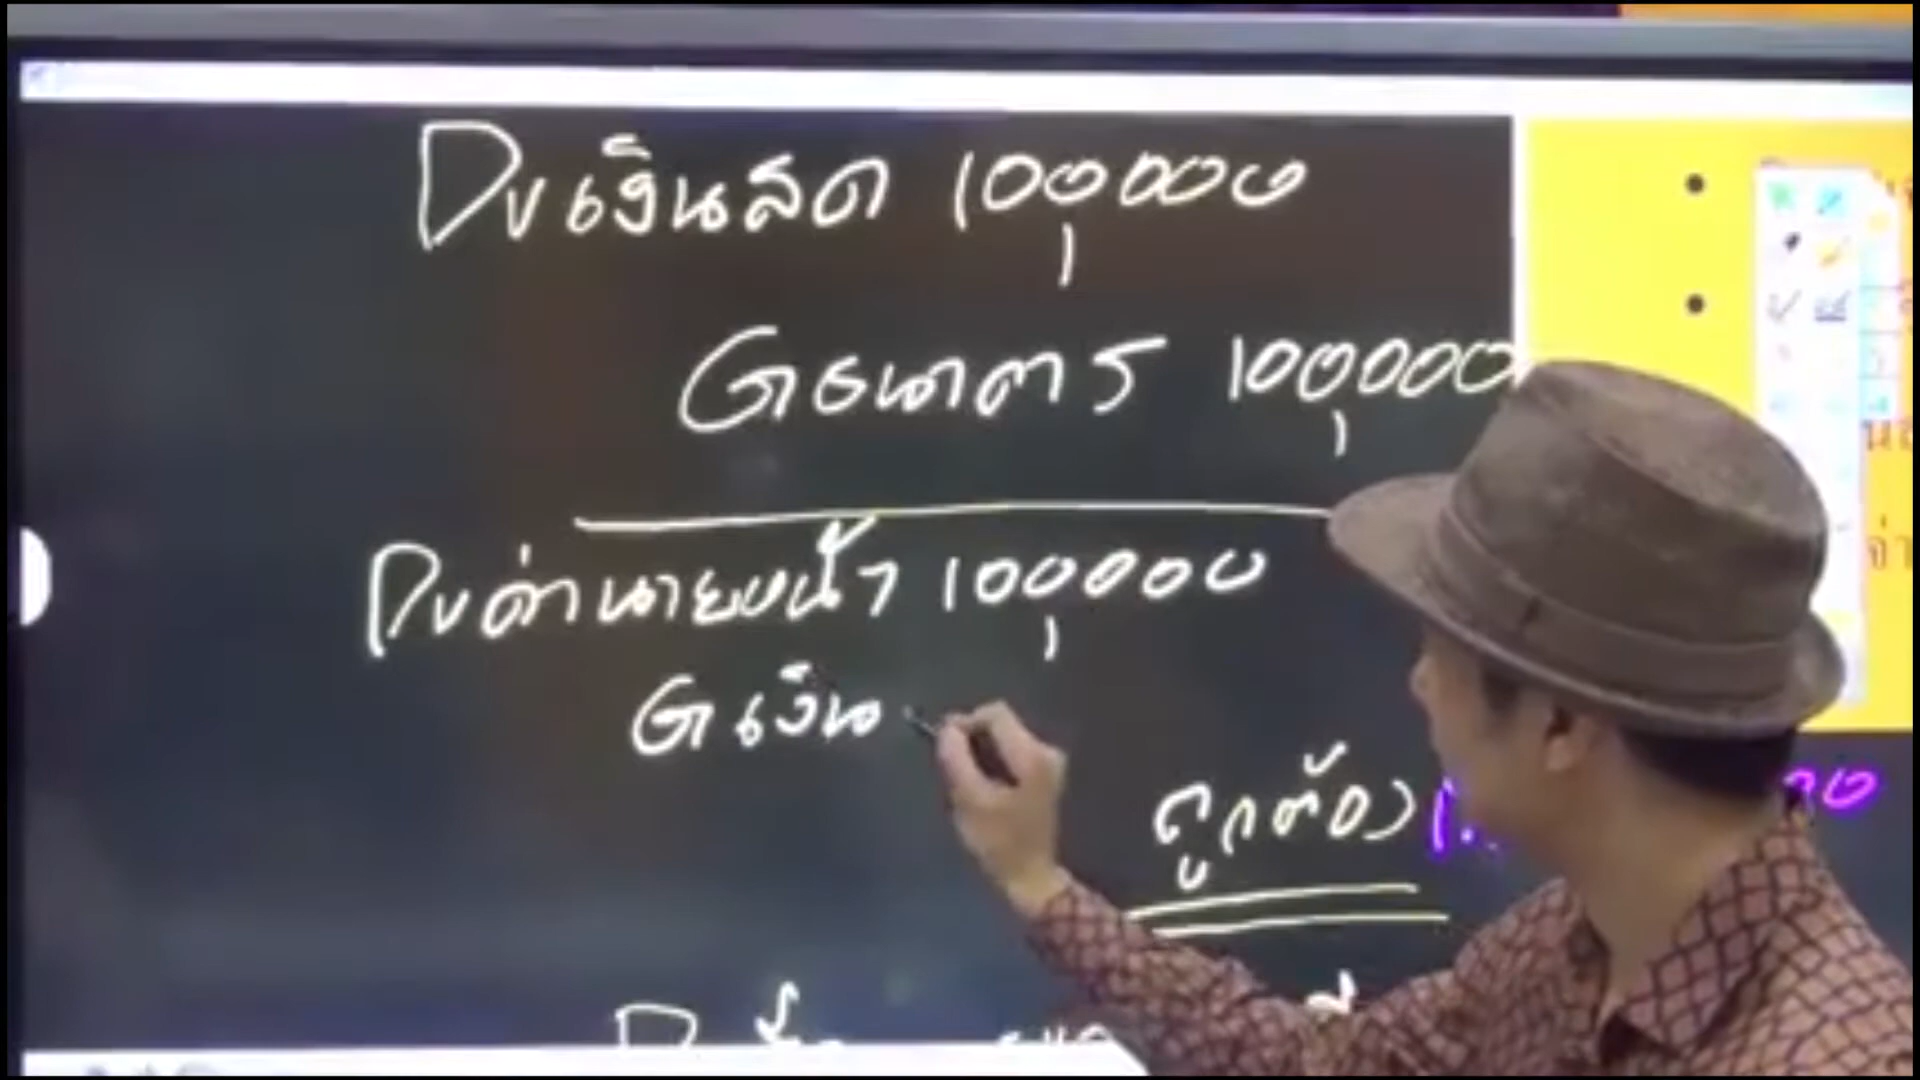 Dr เงินสด 100,000
Cr ธนาคาร 100,000
Dr ค่านายหน้า 100,000
Cr เงิน
ถูกต้อง